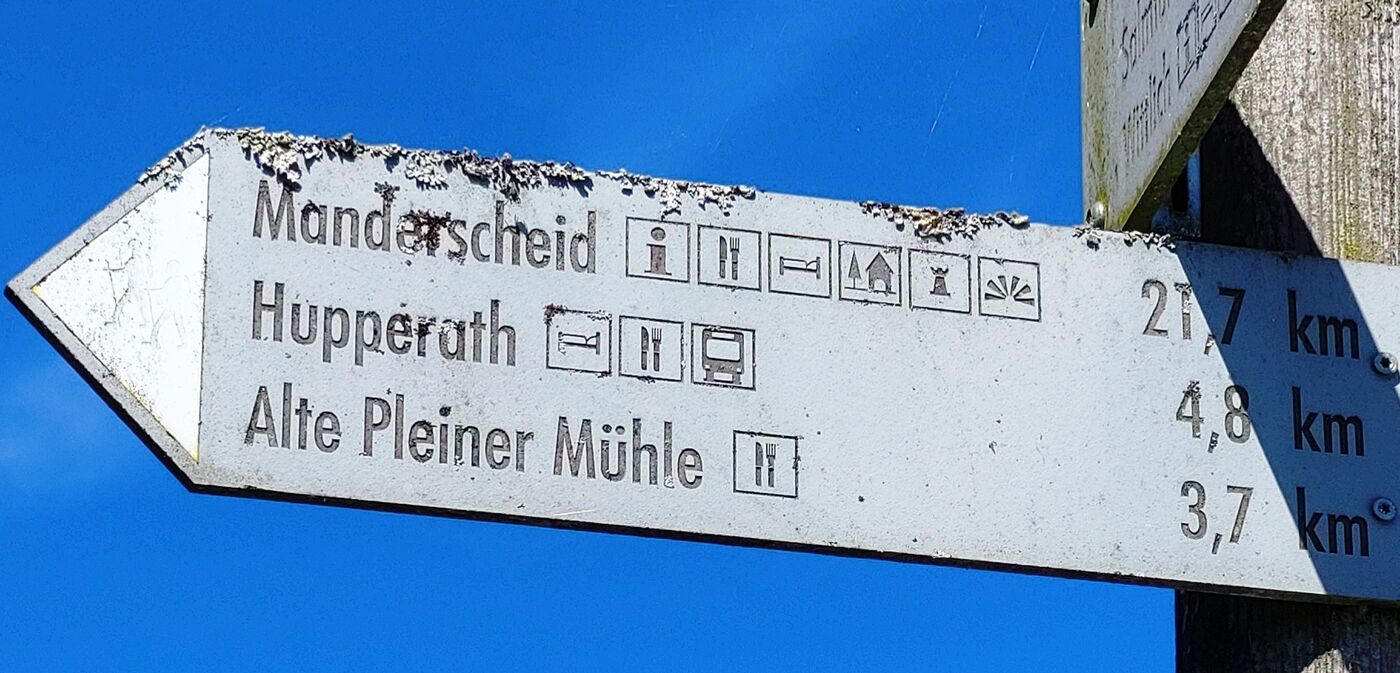 Manderscheid 21,7 km
Hupperath 4,8 km
Alte Pleiner Mühle 3,7 km